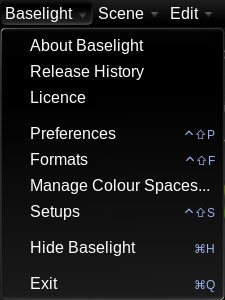 Baselight Scene Edit
About Baselight
Release History
Licence
Preferences ^⇧P
Formats ^⇧F
Manage Colour Spaces...
Setups ^⇧S
Hide Baselight ⌘H
Exit ⌘Q